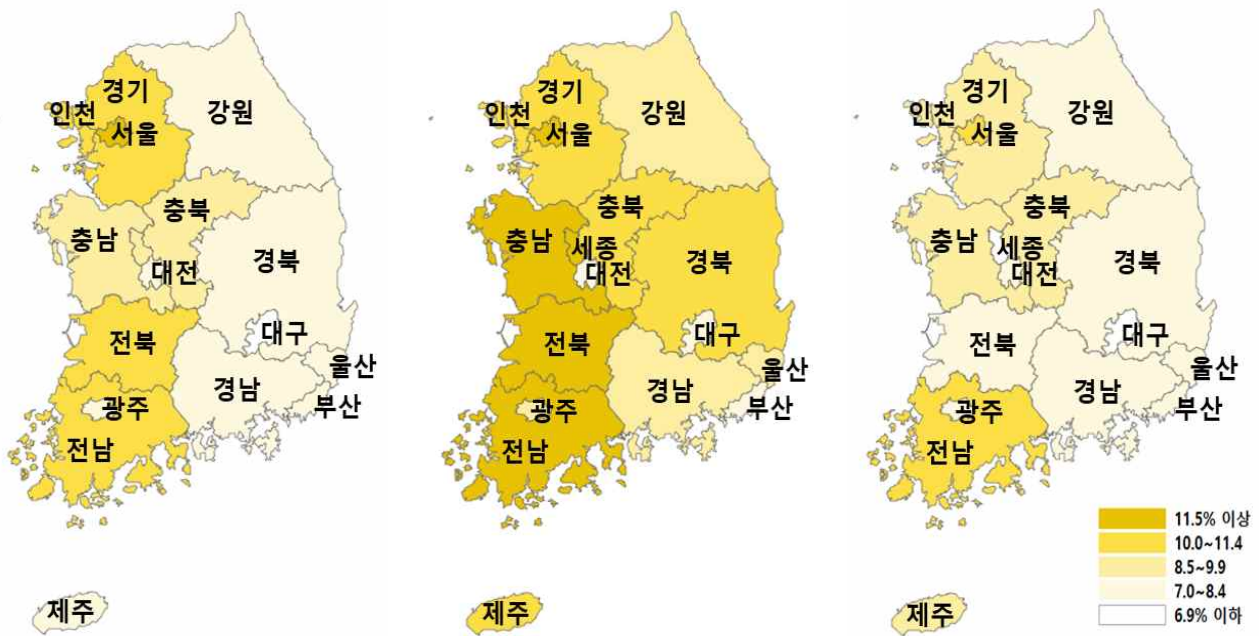 경기
강원
인천
서울
충북
충남
대전
경북
대구
전북
울산
경남
부산
광주
전남
제주
경기
강원
인천
서울
충북
충남
세종
대전
경북
대구
전북
울산
경남
부산
광주
전남
제주
경기
강원
인천
서울
충북
충남
세종
대전
경북
대구
전북
울산
경남
부산
광주
전남
제주
11.5% 이상
10.0~11.4
8.5~9.9
7.0~8.4
6.9% 이하